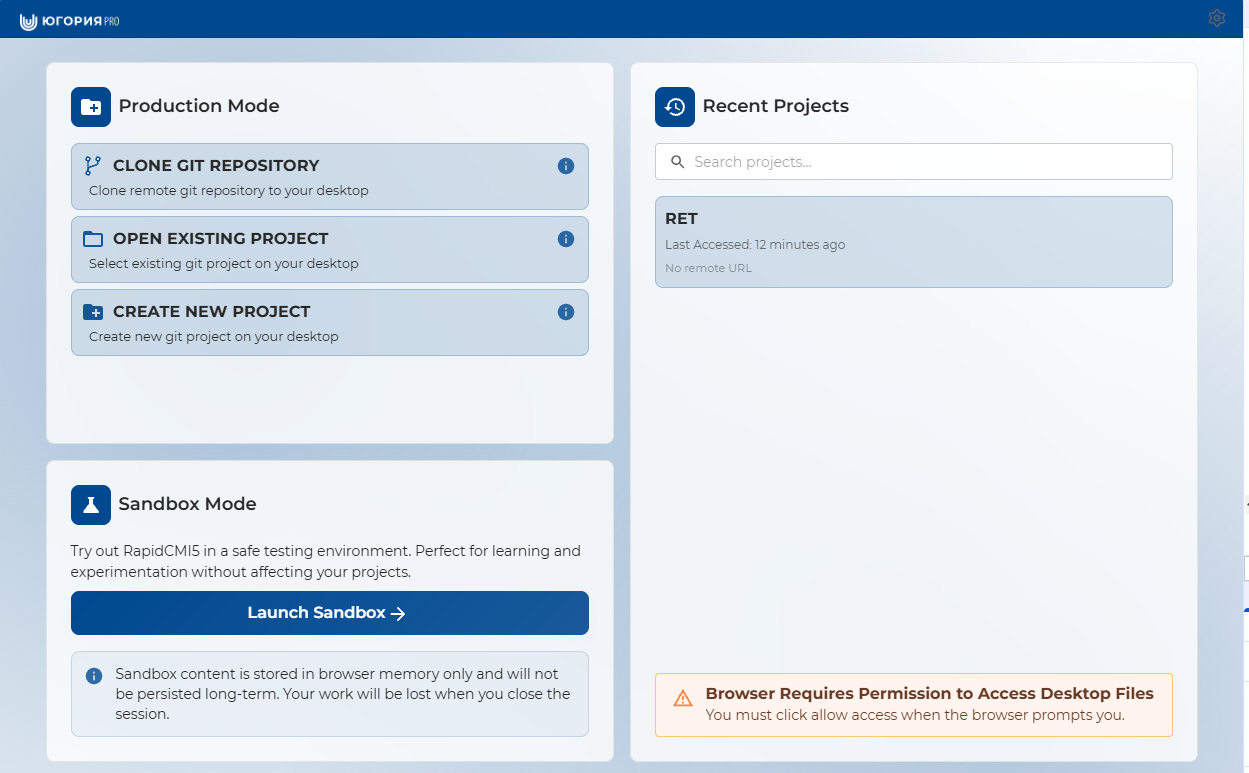 ЮГОРИЯ PRO
Production Mode
CLONE GIT REPOSITORY
Clone remote git repository to your desktop
OPEN EXISTING PROJECT
Select existing git project on your desktop
CREATE NEW PROJECT
Create new git project on your desktop
Sandbox Mode
Try out RapidCMI5 in a safe testing environment. Perfect for learning and
experimentation without affecting your projects.
Launch Sandbox →
Sandbox content is stored in browser memory only and will not
be persisted long-term. Your work will be lost when you close the
session.
Recent Projects
Search projects...
RET
Last Accessed: 12 minutes ago
No remote URL
Browser Requires Permission to Access Desktop Files
You must click allow access when the browser prompts you.